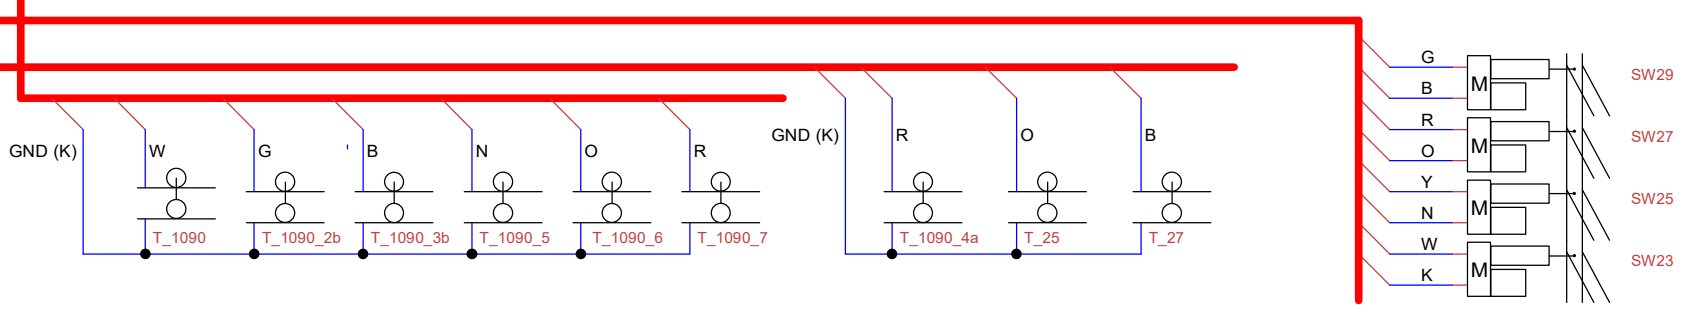 GND (K)
W
G
B
N
O
R
T_1090
T_1090_2b
T_1090_3b
T_1090_5
T_1090_6
T_1090_7
GND (K)
R
O
B
T_1090_4a
T_25
T_27
G
B
M
SW29
R
O
M
SW27
Y
N
M
SW25
W
K
M
SW23